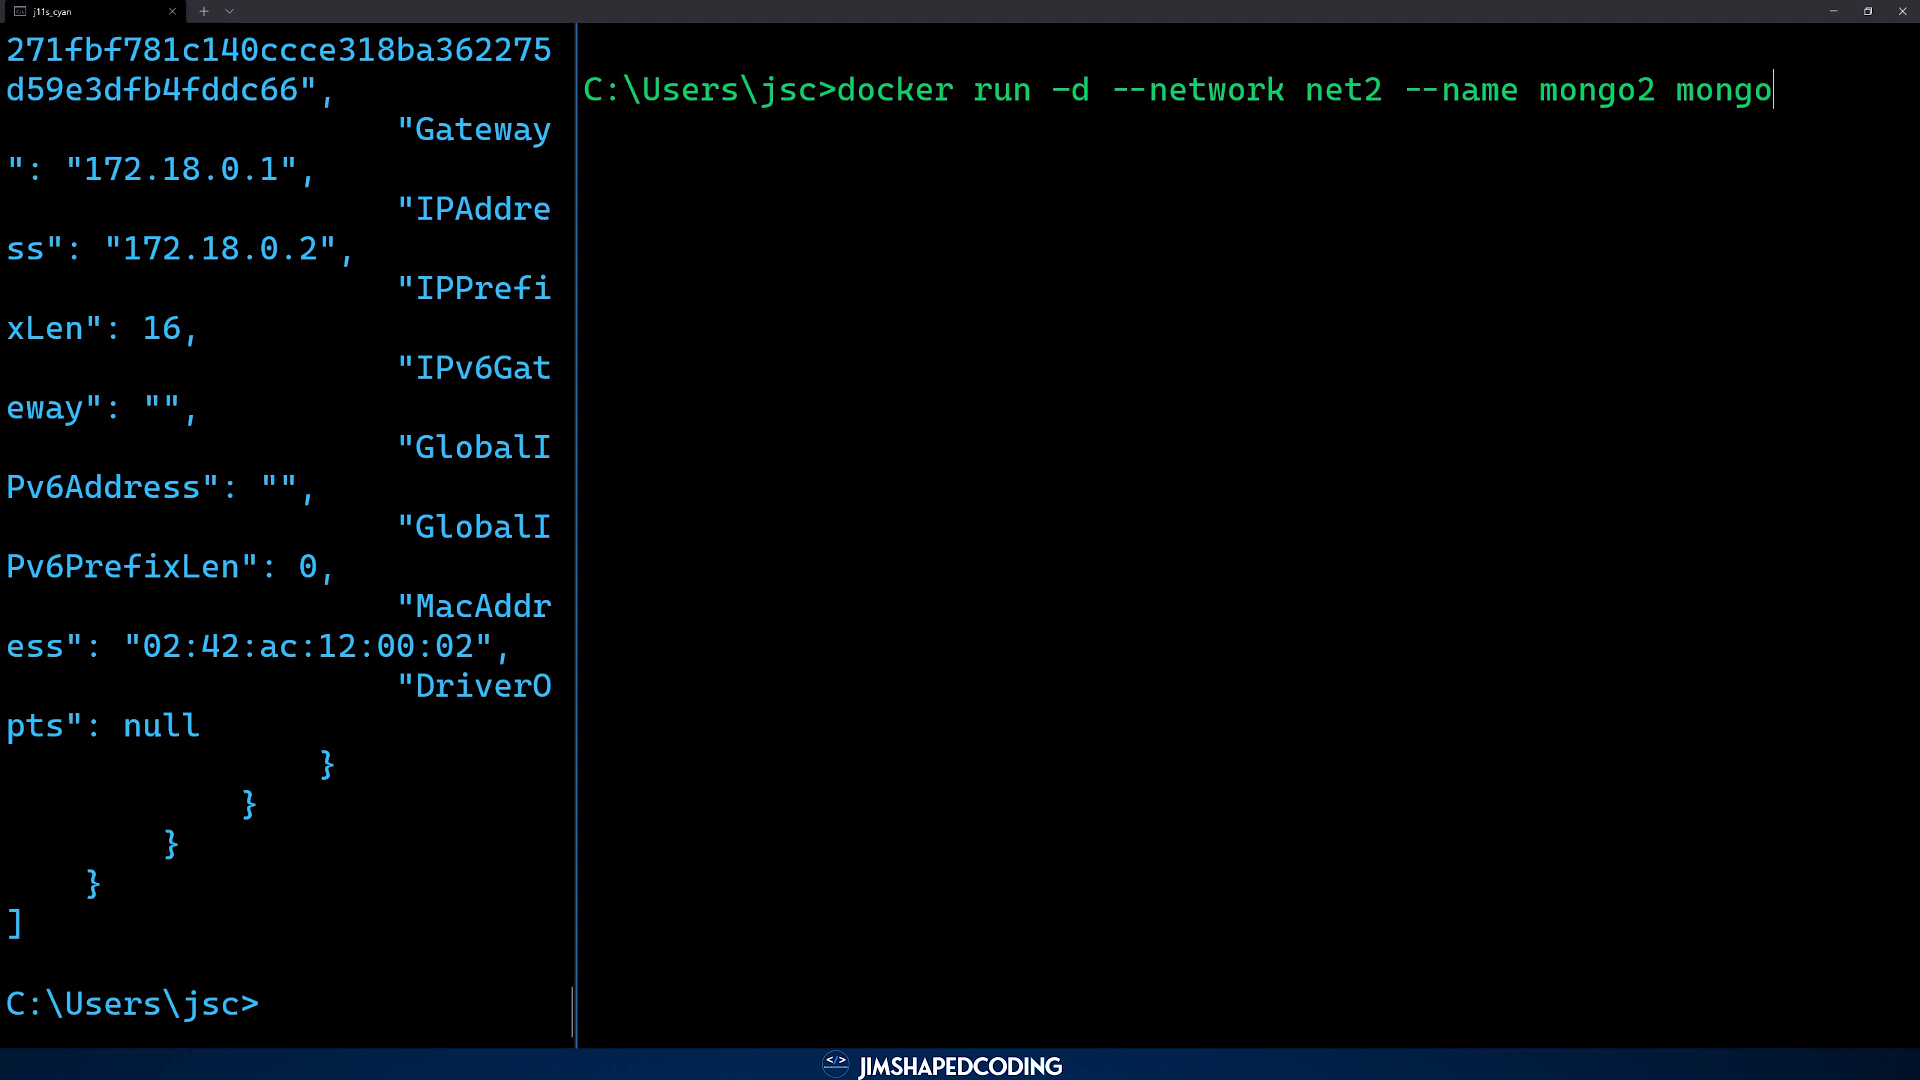 j11s_cyan
271fbf781c140ccce318ba362275
d59e3dfb4fddc66",
"Gateway
": "172.18.0.1",
"IPAddre
ss": "172.18.0.2",
"IPPrefi
xLen": 16,
"IPv6Gat
eway": "",
"GlobalI
Pv6Address": "",
"GlobalI
Pv6PrefixLen": 0,
"MacAddr
ess": "02:42:ac:12:00:02",
"DriverO
pts": null
}
}
}
}
]
C:\Users\jsc>
C:\Users\jsc>docker run -d --network net2 --name mongo2 mongo
</> JIMSHAPEDCODING